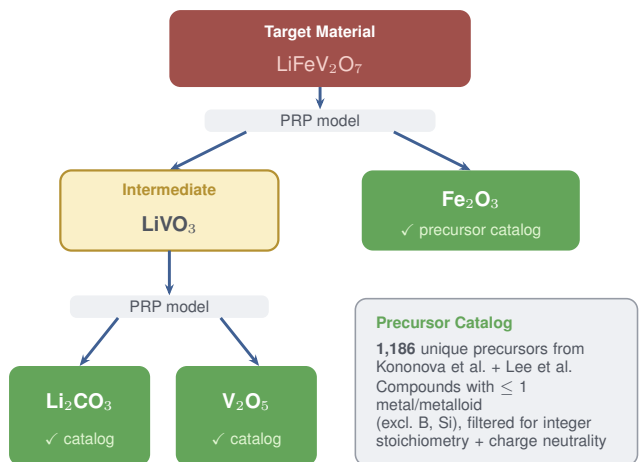 Target Material
LiFeV₂O₇
PRP model
Intermediate
LiVO₃
Fe₂O₃
✓ precursor catalog
PRP model
Li₂CO₃
✓ catalog
V₂O₅
✓ catalog
Precursor Catalog
1,186 unique precursors from
Kononova et al. + Lee et al.
Compounds with ≤ 1
metal/metalloid
(excl. B, Si), filtered for integer
stoichiometry + charge neutrality